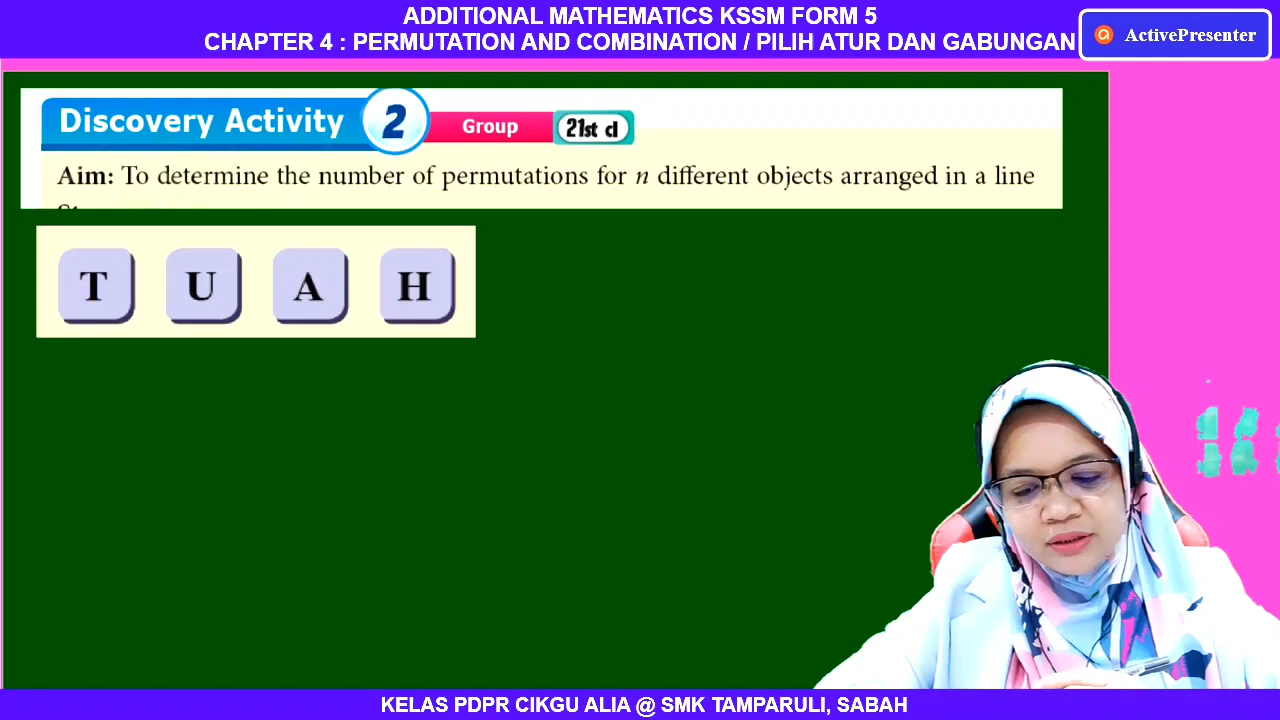 ADDITIONAL MATHEMATICS KSSM FORM 5
CHAPTER 4 : PERMUTATION AND COMBINATION / PILIH ATUR DAN GABUNGAN
ActivePresenter
Discovery Activity 2 Group 21st cl
Aim: To determine the number of permutations for n different objects arranged in a line
T U A H
KELAS PDPR CIKGU ALIA @ SMK TAMPARULI, SABAH